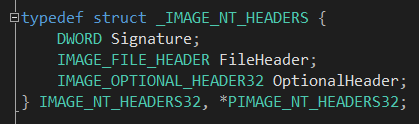 typedef struct _IMAGE_NT_HEADERS {
    DWORD Signature;
    IMAGE_FILE_HEADER FileHeader;
    IMAGE_OPTIONAL_HEADER32 OptionalHeader;
} IMAGE_NT_HEADERS32, *PIMAGE_NT_HEADERS32;